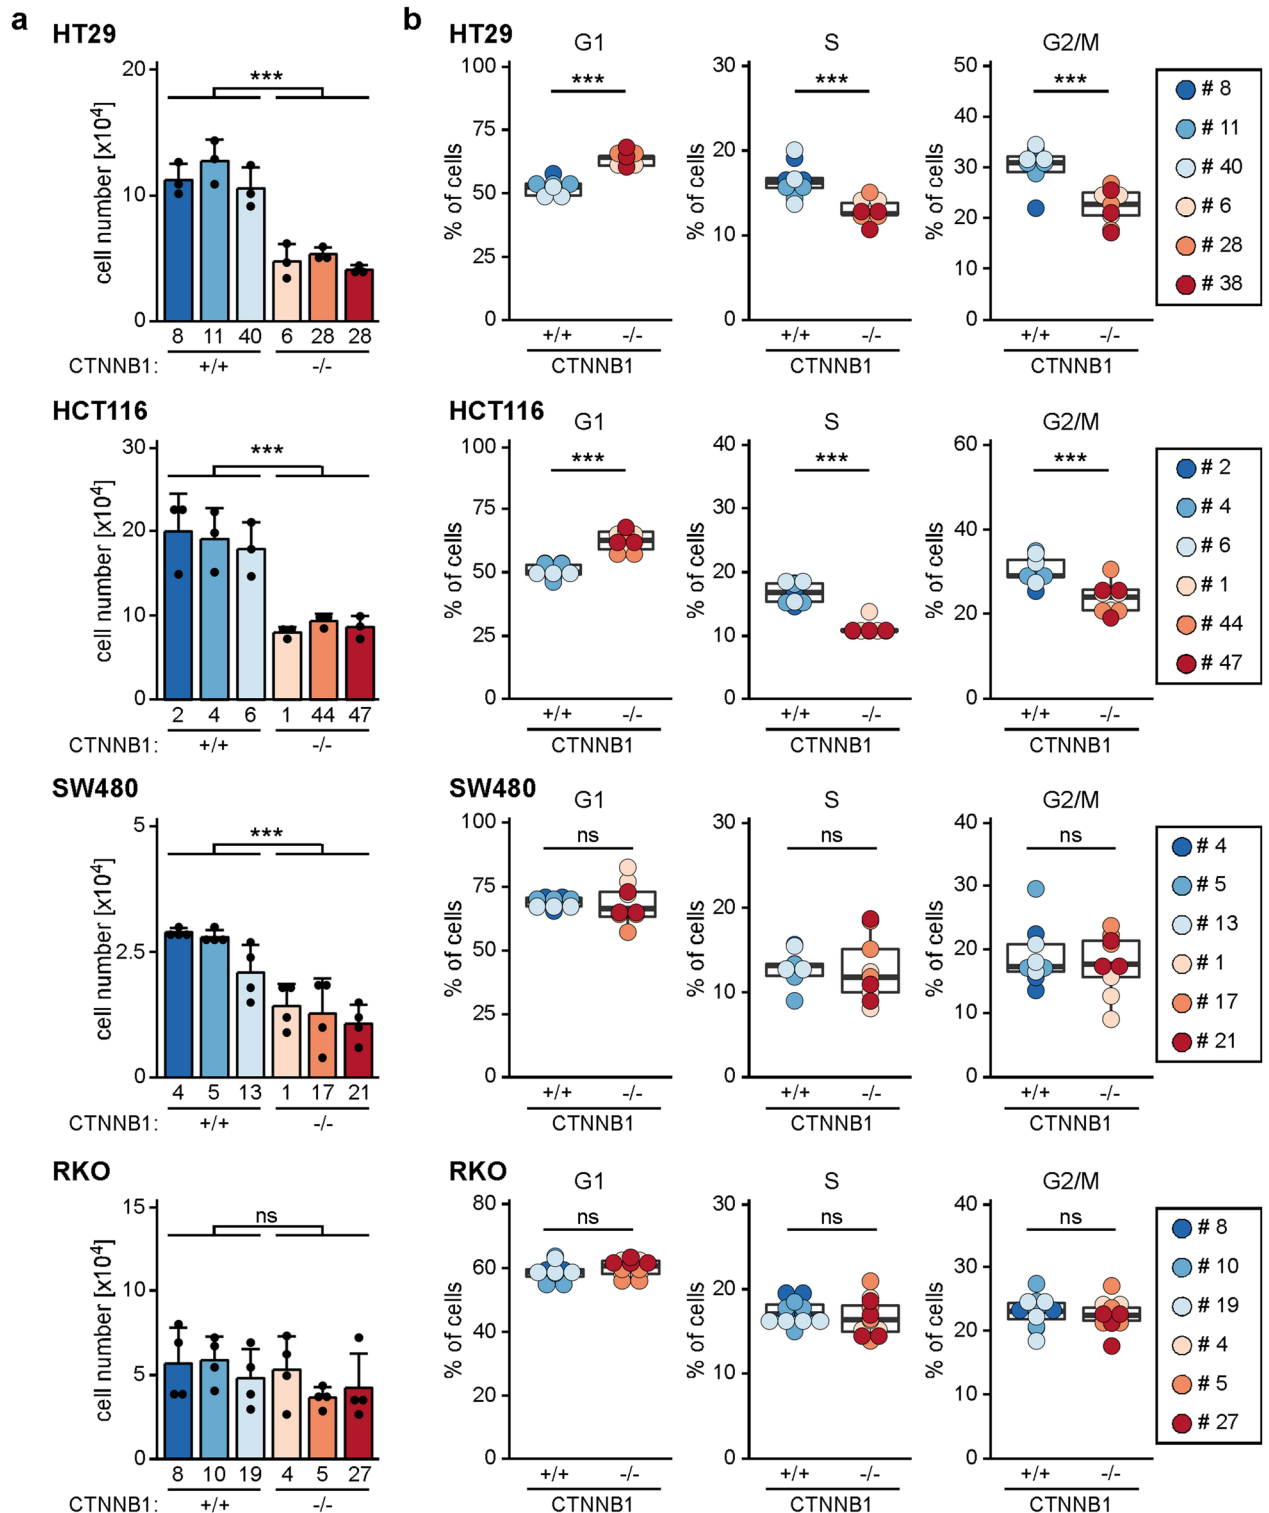 a
HT29
cell number [x10⁴]
20
10
0
***
8 11 40 6 28 28
CTNNB1: +/+ -/-
b
HT29
G1
% of cells
100
75
50
25
0
***
+/+ -/-
CTNNB1
S
% of cells
30
20
10
0
***
+/+ -/-
CTNNB1
G2/M
% of cells
50
40
30
20
10
0
***
+/+ -/-
CTNNB1
# 8
# 11
# 40
# 6
# 28
# 38
HCT116
cell number [x10⁴]
30
20
10
0
***
2 4 6 1 44 47
CTNNB1: +/+ -/-
HCT116
G1
% of cells
100
75
50
25
0
***
+/+ -/-
CTNNB1
S
% of cells
40
30
20
10
0
***
+/+ -/-
CTNNB1
G2/M
% of cells
60
40
20
0
***
+/+ -/-
CTNNB1
# 2
# 4
# 6
# 1
# 44
# 47
SW480
cell number [x10⁴]
5
2.5
0
***
4 5 13 1 17 21
CTNNB1: +/+ -/-
SW480
G1
% of cells
100
75
50
25
0
ns
+/+ -/-
CTNNB1
S
% of cells
30
20
10
0
ns
+/+ -/-
CTNNB1
G2/M
% of cells
40
30
20
10
0
ns
+/+ -/-
CTNNB1
# 4
# 5
# 13
# 1
# 17
# 21
RKO
cell number [x10⁴]
15
10
5
0
ns
8 10 19 4 5 27
CTNNB1: +/+ -/-
RKO
G1
% of cells
80
60
40
20
0
ns
+/+ -/-
CTNNB1
S
% of cells
30
20
10
0
ns
+/+ -/-
CTNNB1
G2/M
% of cells
40
30
20
10
0
ns
+/+ -/-
CTNNB1
# 8
# 10
# 19
# 4
# 5
# 27